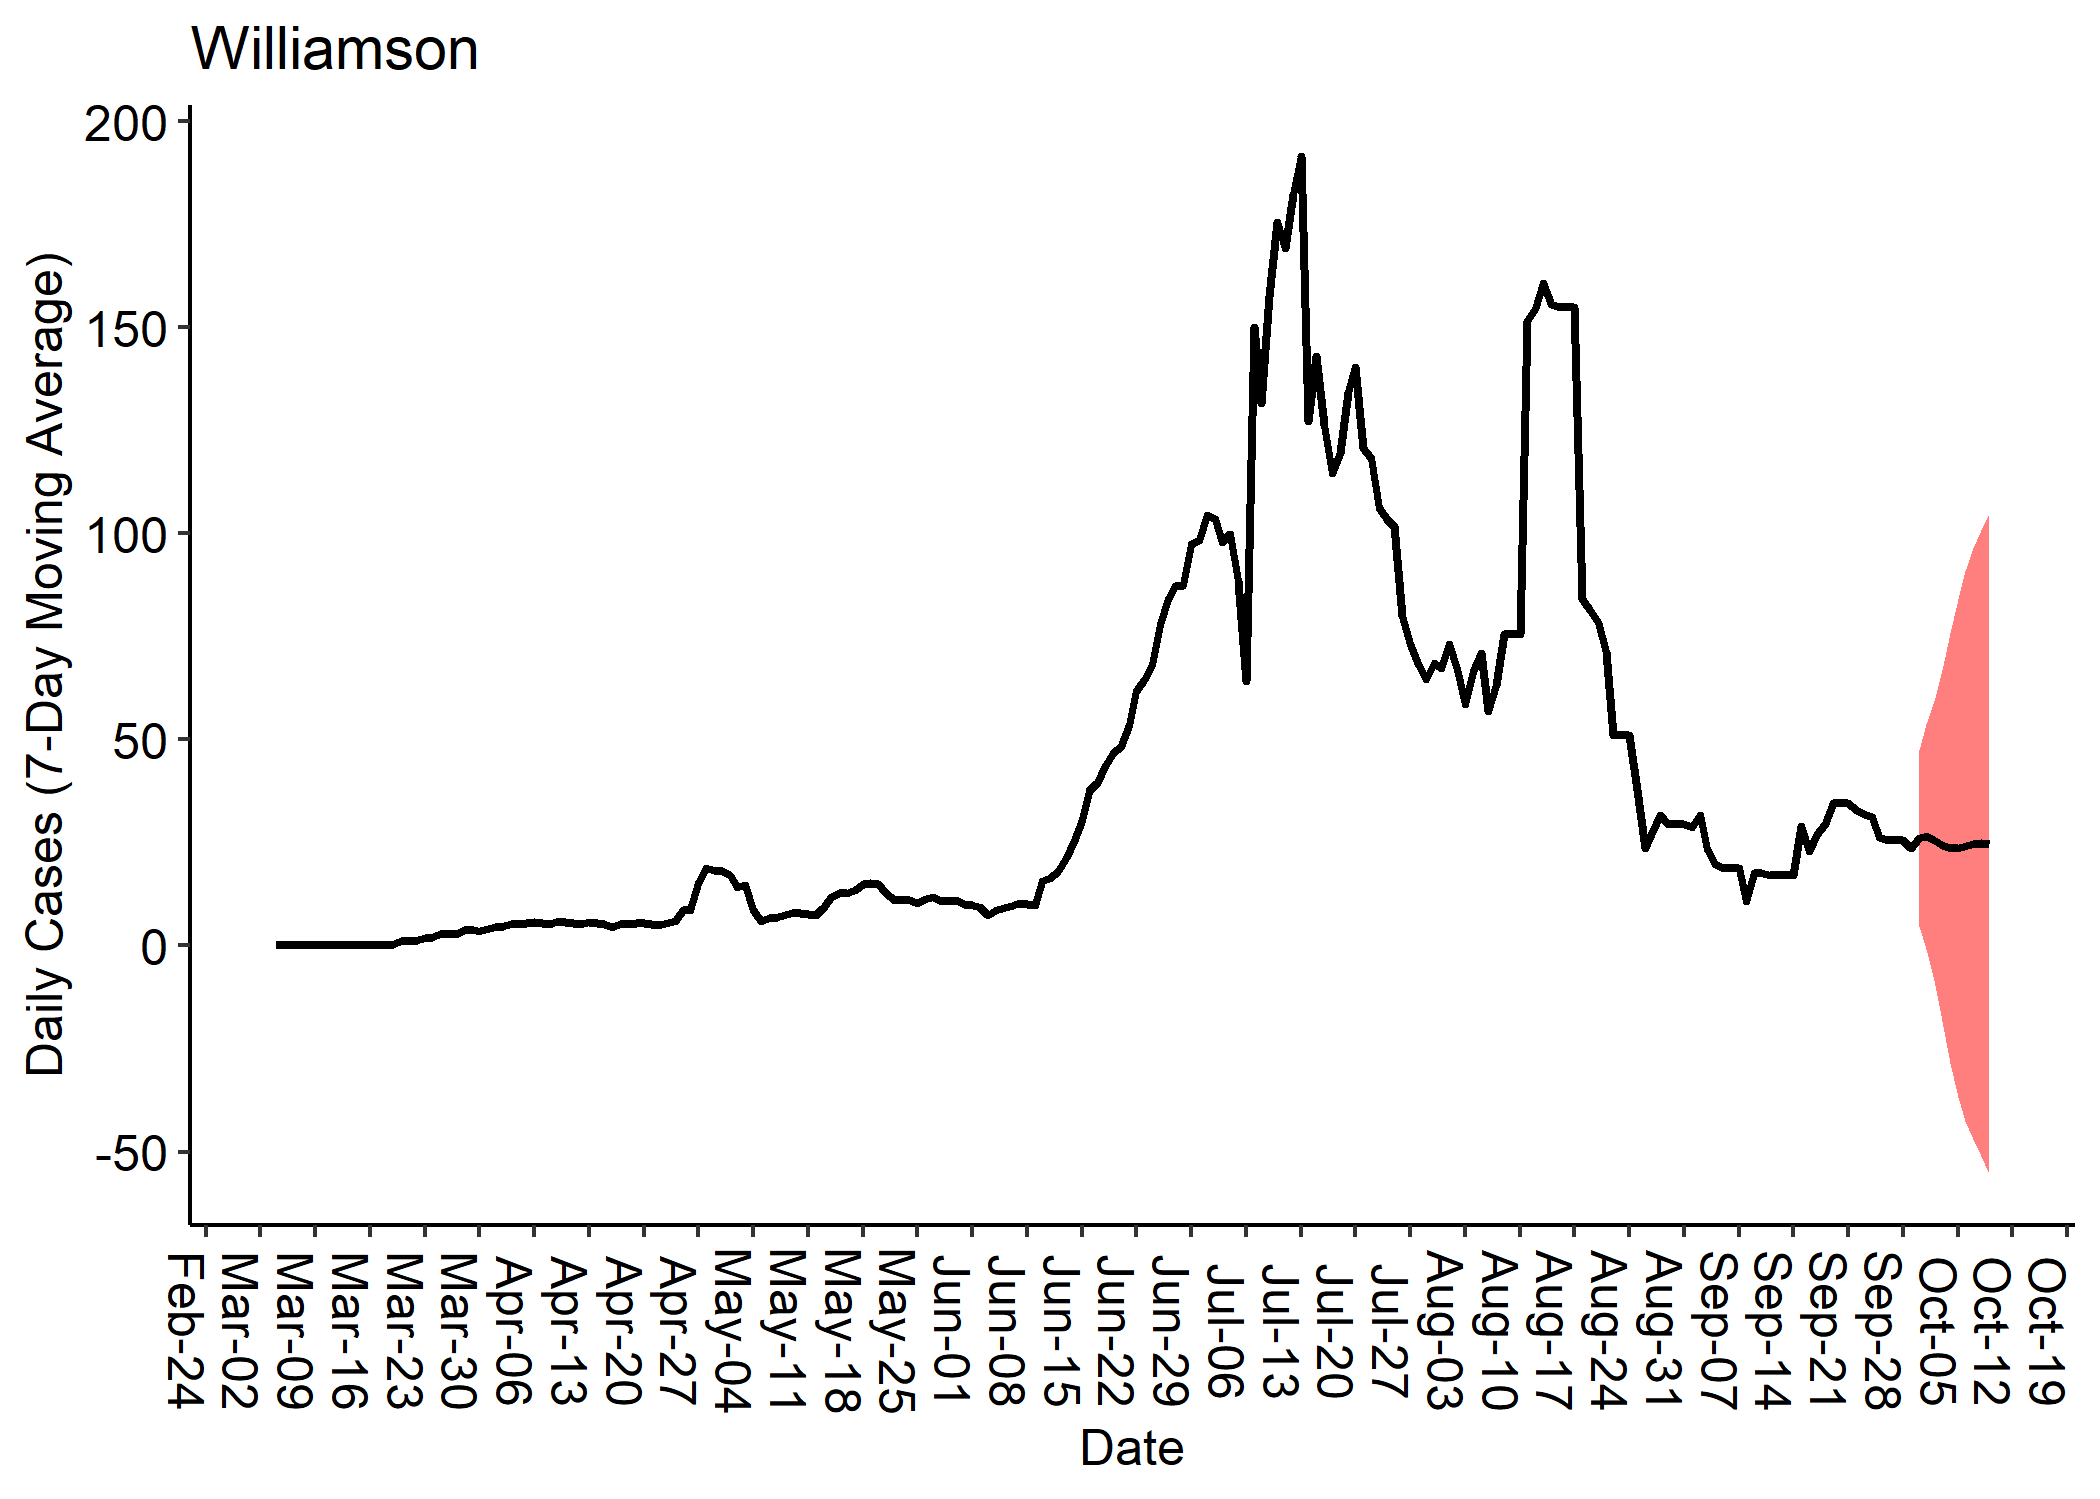 Williamson
Daily Cases (7-Day Moving Average)
200
150
100
50
0
-50
Feb-24
Mar-02
Mar-09
Mar-16
Mar-23
Mar-30
Apr-06
Apr-13
Apr-20
Apr-27
May-04
May-11
May-18
May-25
Jun-01
Jun-08
Jun-15
Jun-22
Jun-29
Jul-06
Jul-13
Jul-20
Jul-27
Aug-03
Aug-10
Aug-17
Aug-24
Aug-31
Sep-07
Sep-14
Sep-21
Sep-28
Oct-05
Oct-12
Oct-19
Date